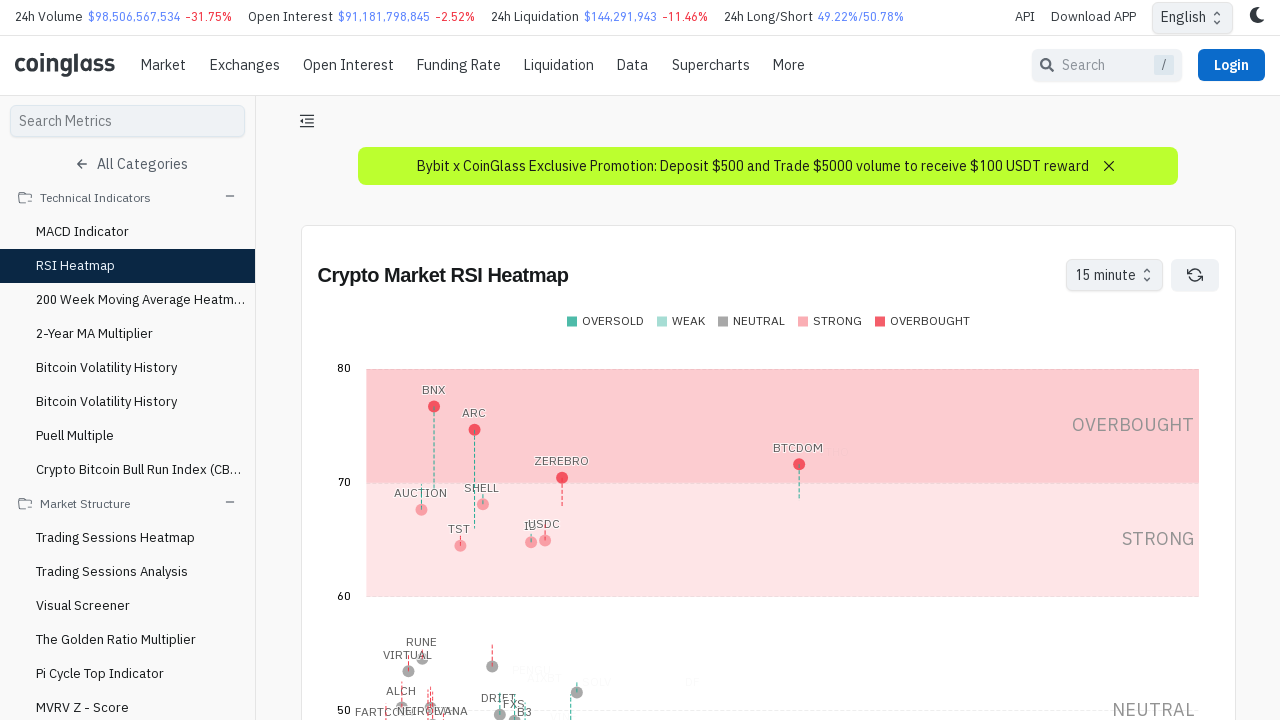 24h Volume $98,506,567,534 -31.75% Open Interest $91,181,798,845 -2.52% 24h Liquidation $144,291,943 -11.46% 24h Long/Short 49.22%/50.78% API Download APP English
coinglass Market Exchanges Open Interest Funding Rate Liquidation Data Supercharts More Search / Login
Search Metrics
All Categories
Technical Indicators
MACD Indicator
RSI Heatmap
200 Week Moving Average Heatm...
2-Year MA Multiplier
Bitcoin Volatility History
Bitcoin Volatility History
Puell Multiple
Crypto Bitcoin Bull Run Index (CB...
Market Structure
Trading Sessions Heatmap
Trading Sessions Analysis
Visual Screener
The Golden Ratio Multiplier
Pi Cycle Top Indicator
MVRV Z - Score
Bybit x CoinGlass Exclusive Promotion: Deposit $500 and Trade $5000 volume to receive $100 USDT reward
Crypto Market RSI Heatmap
15 minute
OVERSOLD WEAK NEUTRAL STRONG OVERBOUGHT
80
BNX
ARC
OVERBOUGHT
BTCDOM
ZEREBRO
70
SHELL
AUCTION
USDC
TST
STRONG
60
RUNE
VIRTUAL
ALCH
DRIFT
FXS
B3
50
NEUTRAL